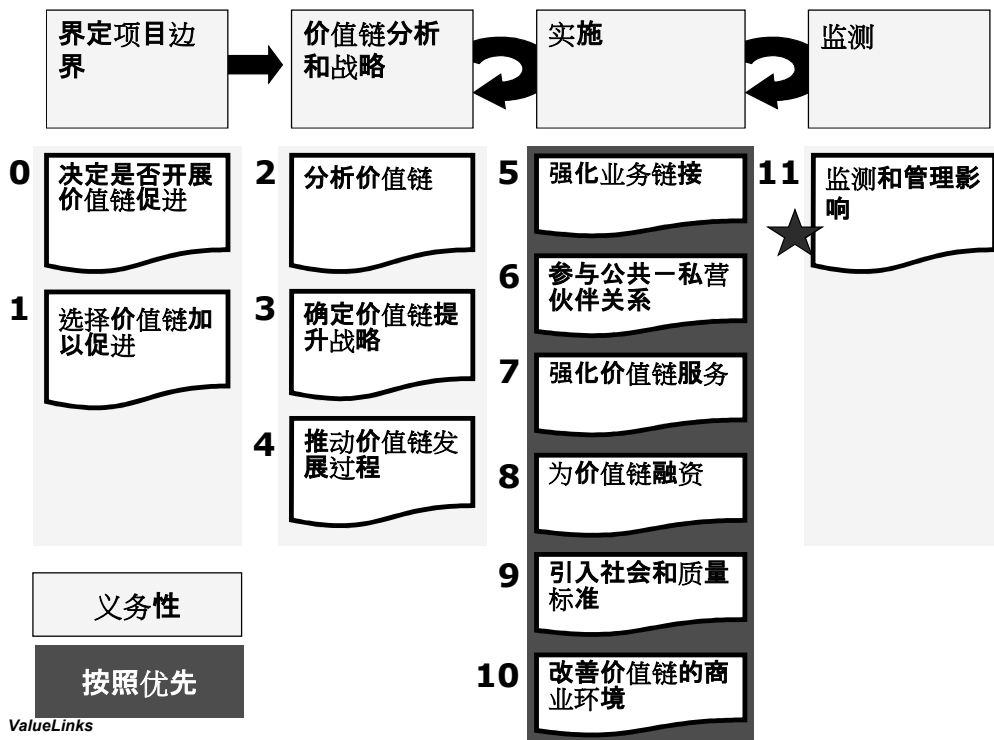 界定项目边
界
价值链分析
和战略
实施
监测
0
决定是否开展
价值链促进
1
选择价值链加
以促进
2
分析价值链
3
确定价值链提
升战略
4
推动价值链发
展过程
5
强化业务链接
6
参与公共－私营
伙伴关系
7
强化价值链服务
8
为价值链融资
9
引入社会和质量
标准
10
改善价值链的商
业环境
11
监测和管理影
响
义务性
按照优先
ValueLinks